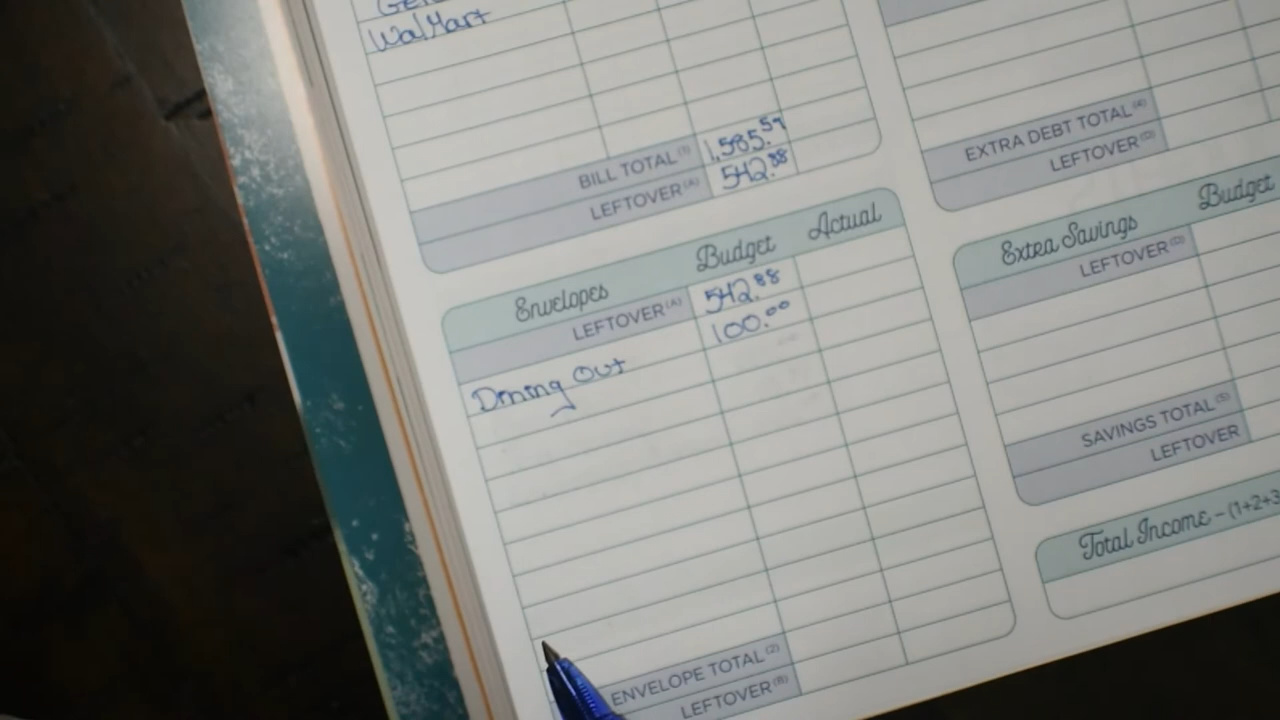 WalMart
BILL TOTAL (1) 1,585.59
LEFTOVER (A) 542.88
Envelopes Budget Actual
LEFTOVER (A) 542.88
Dining Out 100.00
ENVELOPE TOTAL (2)
LEFTOVER (B)
EXTRA DEBT TOTAL (4)
LEFTOVER (D)
Extra Savings Budget
LEFTOVER (D)
SAVINGS TOTAL (5)
LEFTOVER
Total Income - (1+2+3